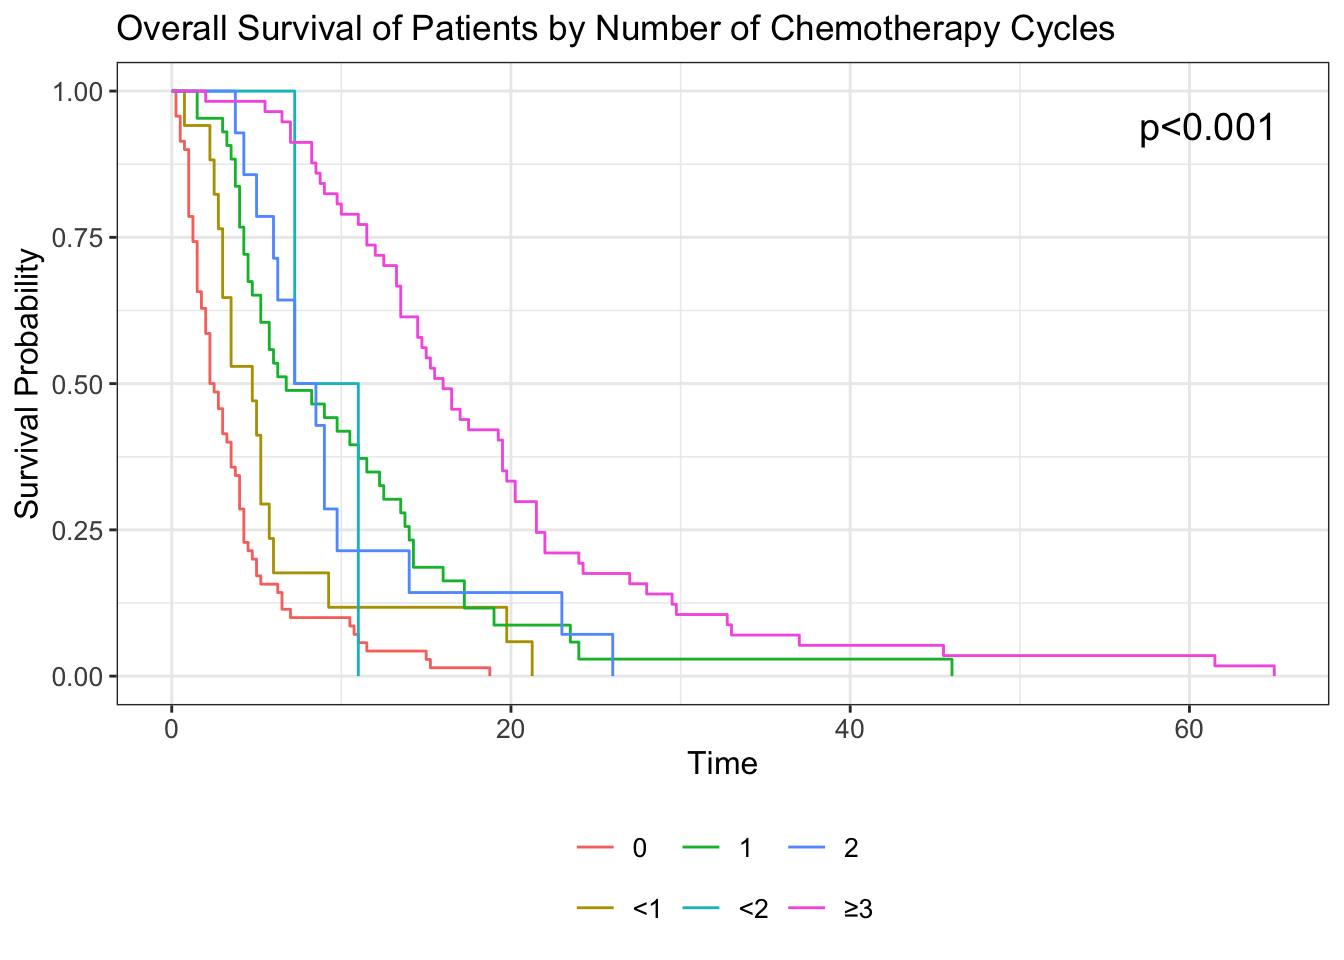 Overall Survival of Patients by Number of Chemotherapy Cycles
p<0.001
1.00
0.75
0.50
0.25
0.00
Survival Probability
0 20 40 60
Time
0 1 2
<1 <2 ≥3